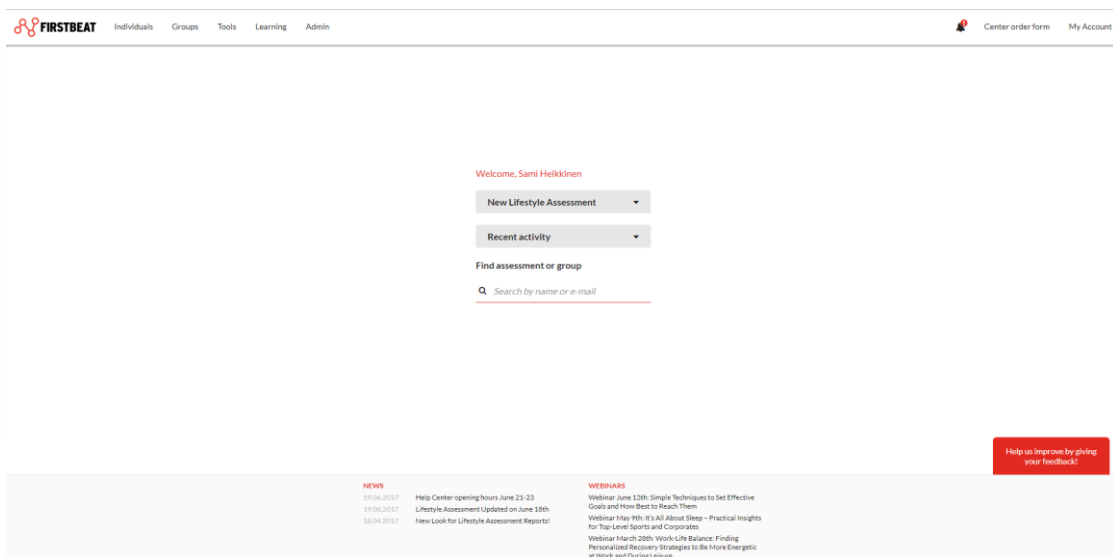 FIRSTBEAT Individuals Groups Tools Learning Admin Center order form My Account
Welcome, Sami Heikkinen
New Lifestyle Assessment
Recent activity
Find assessment or group
Search by name or e-mail
Help us improve by giving
your feedback!
NEWS
19.06.2017 Help Center opening hours June 21-23
19.06.2017 Lifestyle Assessment Updated on June 18th
18.04.2017 New Look for Lifestyle Assessment Reports!
WEBINARS
Webinar June 13th: Simple Techniques to Set Effective
Goals and How Best to Reach Them
Webinar May 9th: It's All About Sleep – Practical Insights
for Top-Level Sports and Corporates
Webinar March 28th: Work-Life Balance: Finding
Personalized Recovery Strategies to Be More Energetic
at Work and During Leisure